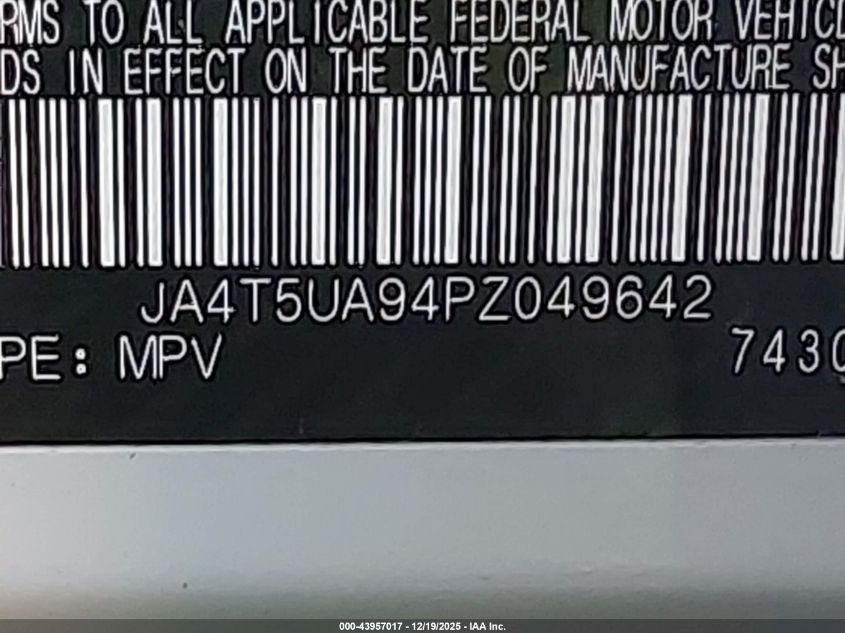 RMS TO ALL APPLICABLE FEDERAL MOTOR VEHICL
DS IN EFFECT ON THE DATE OF MANUFACTURE SH
JA4T5UA94PZ049642
PE: MPV 7430
000-43957017 - 12/19/2025 - IAA Inc.